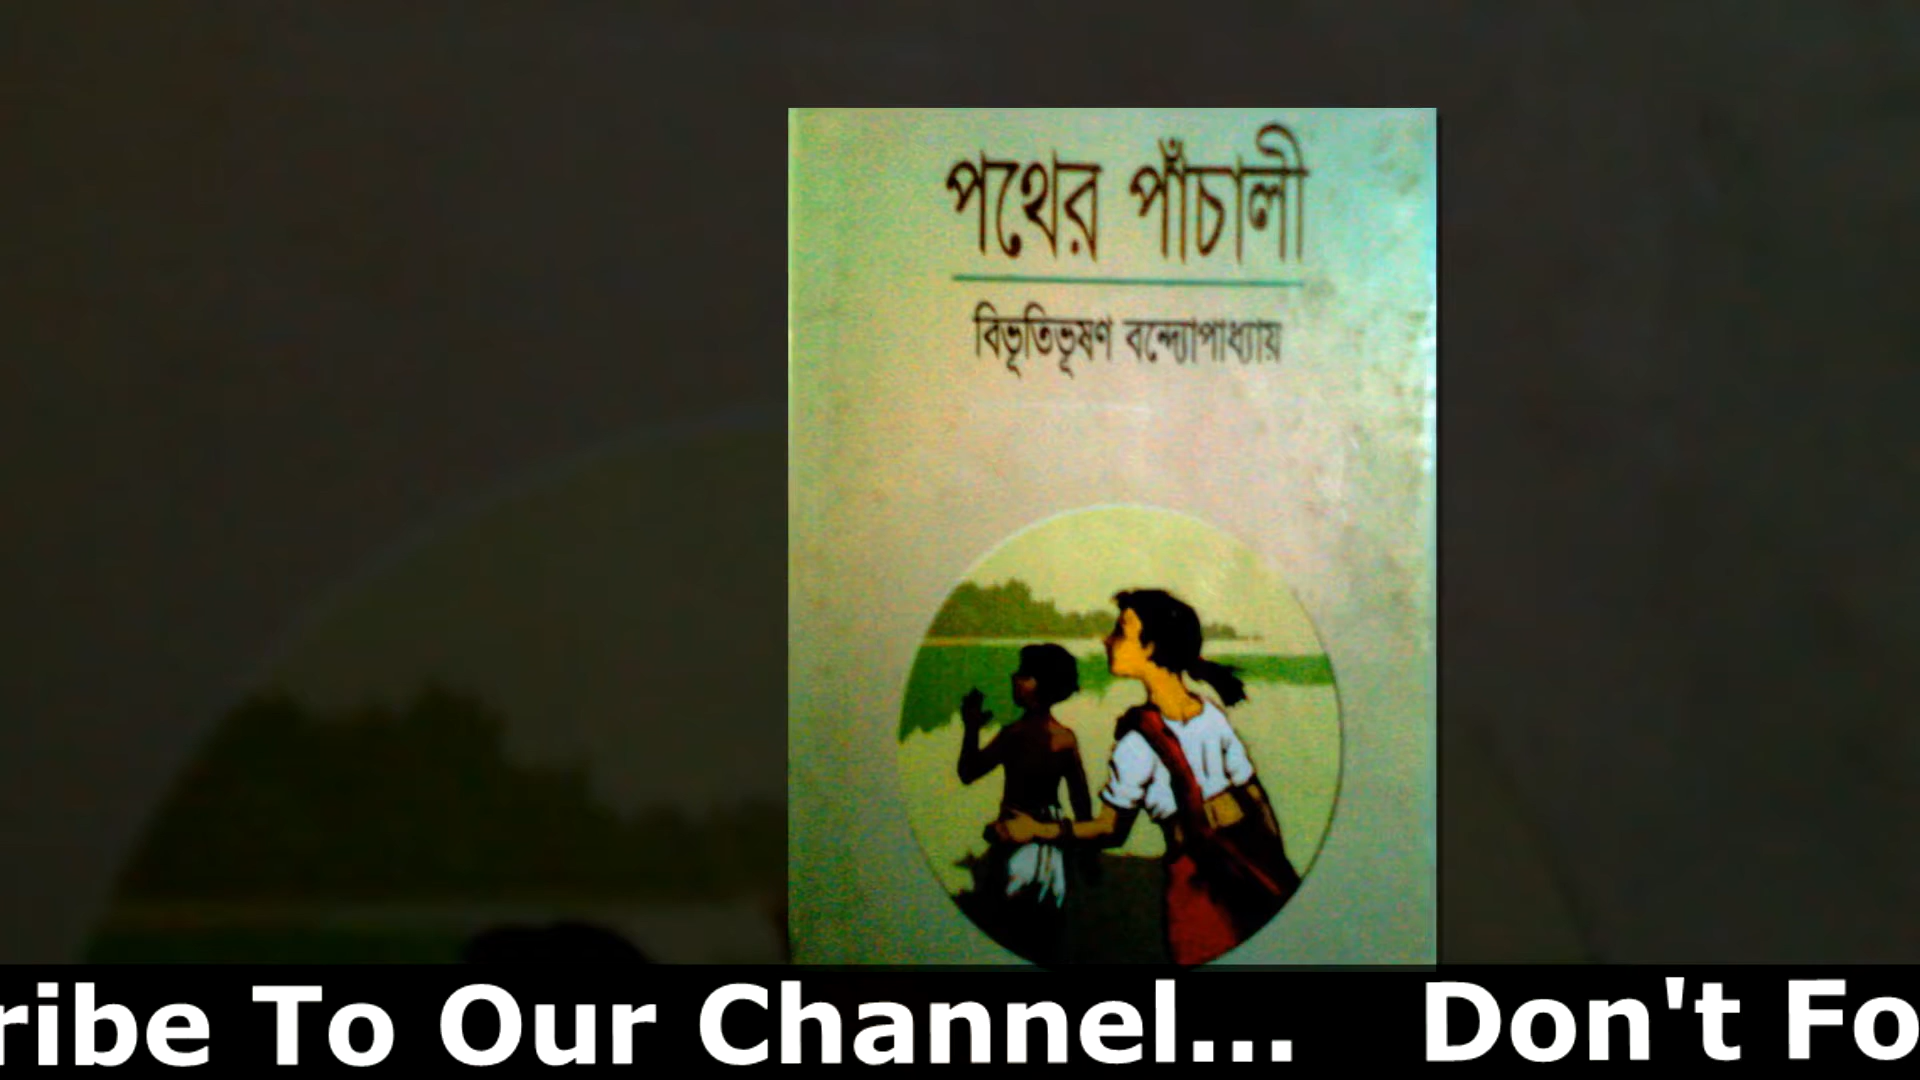 পথের পাঁচালী
বিভূতিভূষণ বন্দ্যোপাধ্যায়
ribe To Our Channel... Don't Fo